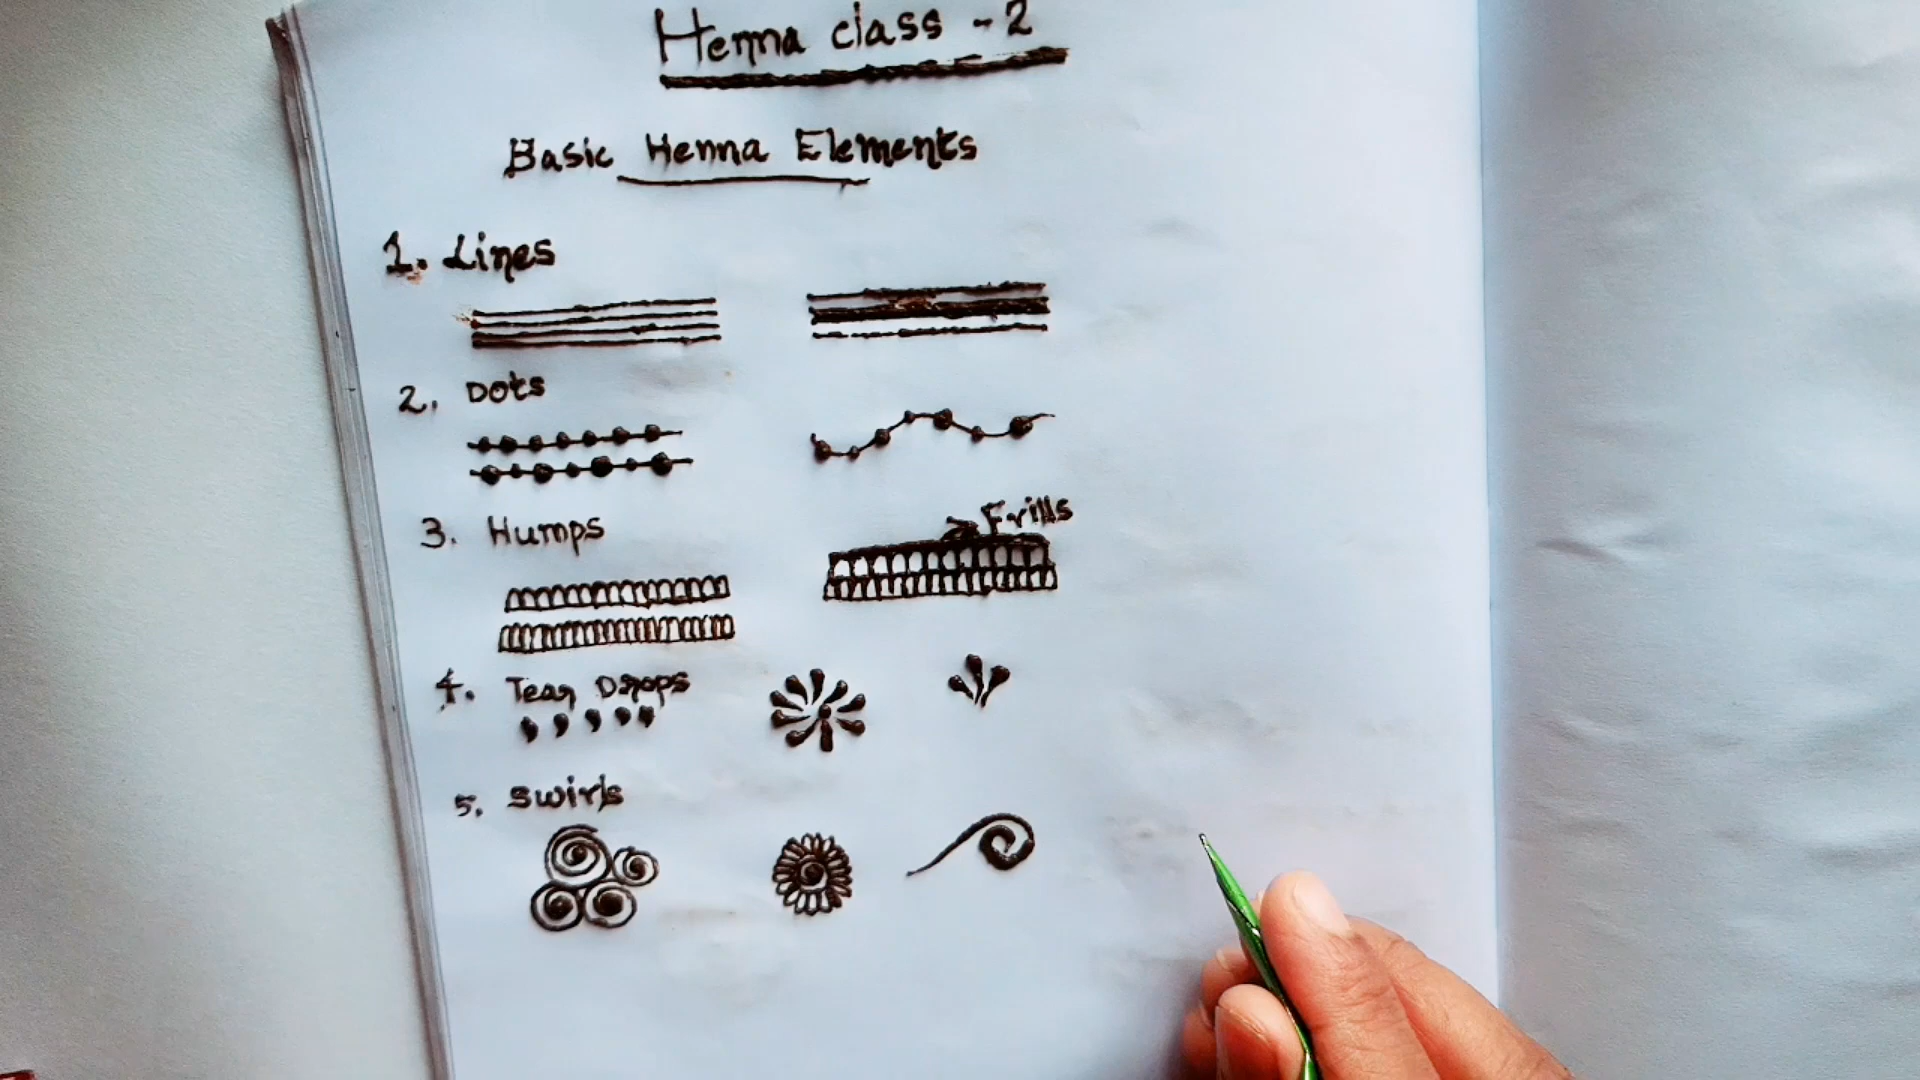 Henna class - 2
Basic Henna Elements
1. Lines
2. Dots
3. Humps
Frills
4. Tear Drops
5. Swirls